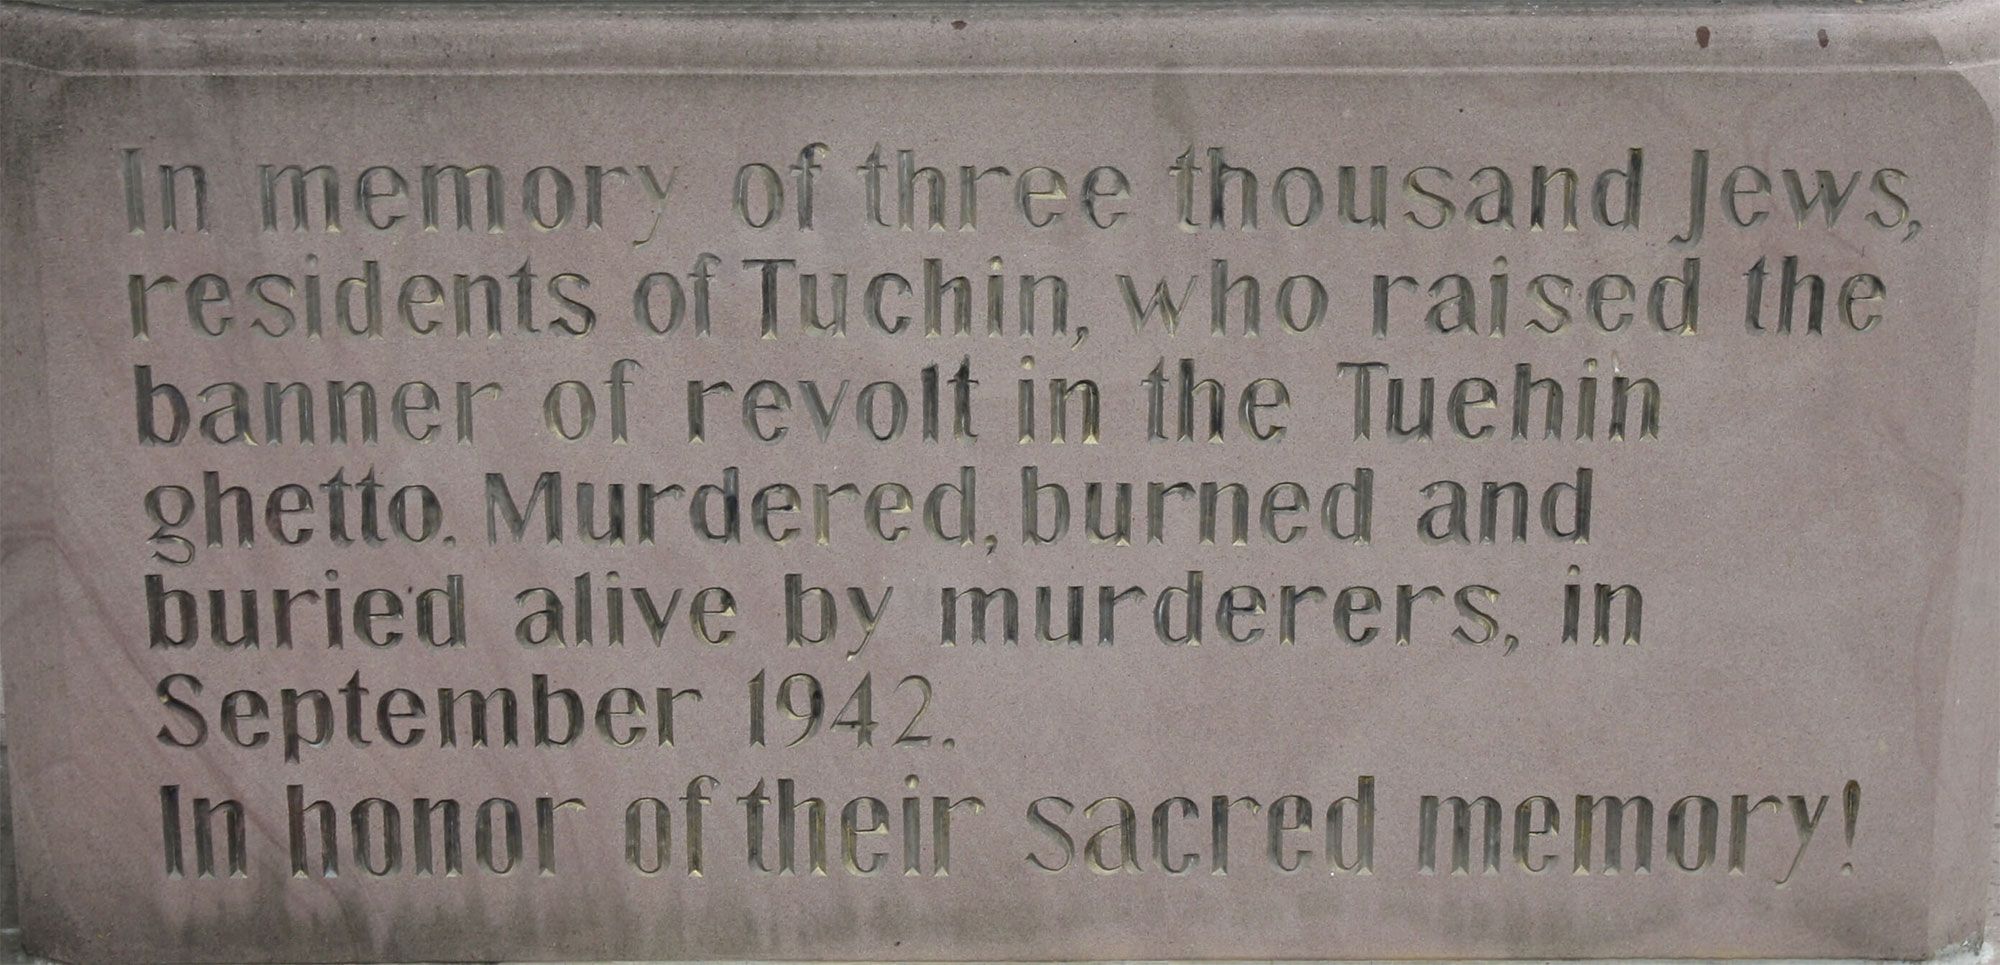 In memory of three thousand Jews,
residents of Tuchin, who raised the
banner of revolt in the Tuehin
ghetto. Murdered, burned and
buried alive by murderers, in
September 1942.
In honor of their sacred memory!